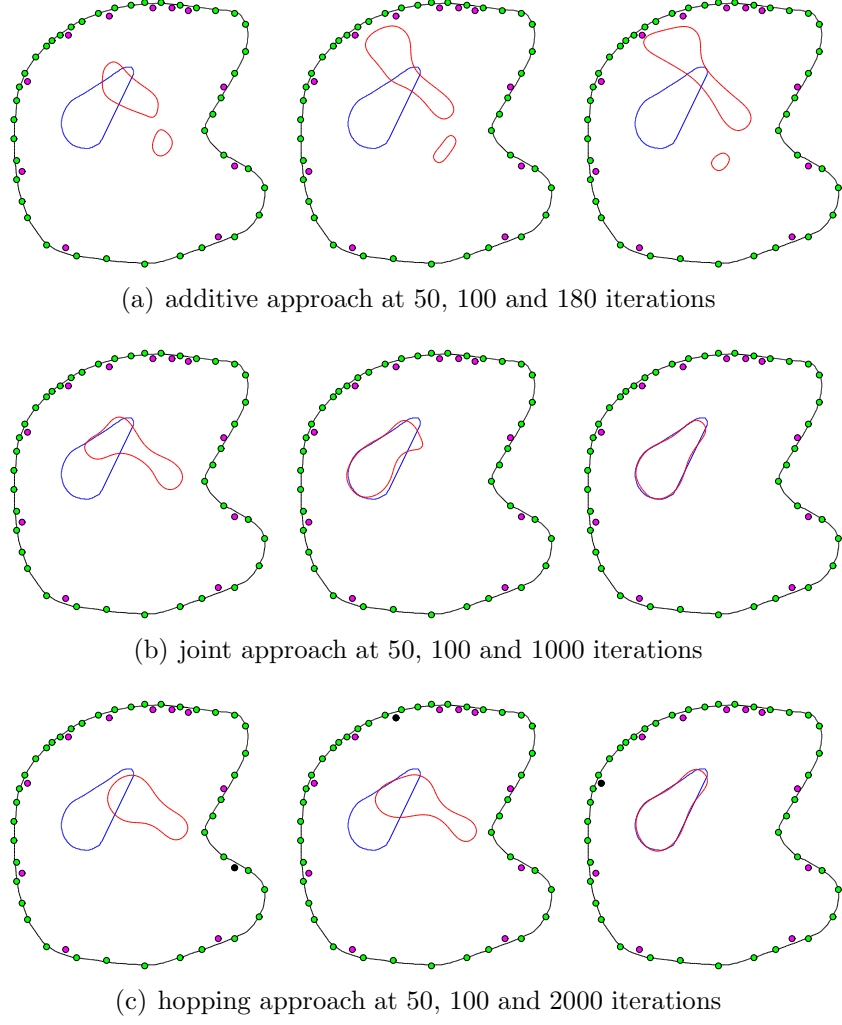 (a) additive approach at 50, 100 and 180 iterations
(b) joint approach at 50, 100 and 1000 iterations
(c) hopping approach at 50, 100 and 2000 iterations